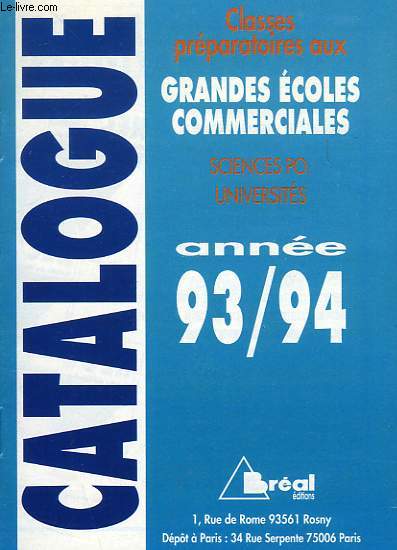 Le-livre.com
CATALOGUE
Classes
préparatoires aux
GRANDES ÉCOLES
COMMERCIALES
SCIENCES PO
UNIVERSITÉS
année
93/94
Bréal
éditions
1, Rue de Rome 93561 Rosny
Dépôt à Paris : 34 Rue Serpente 75006 Paris